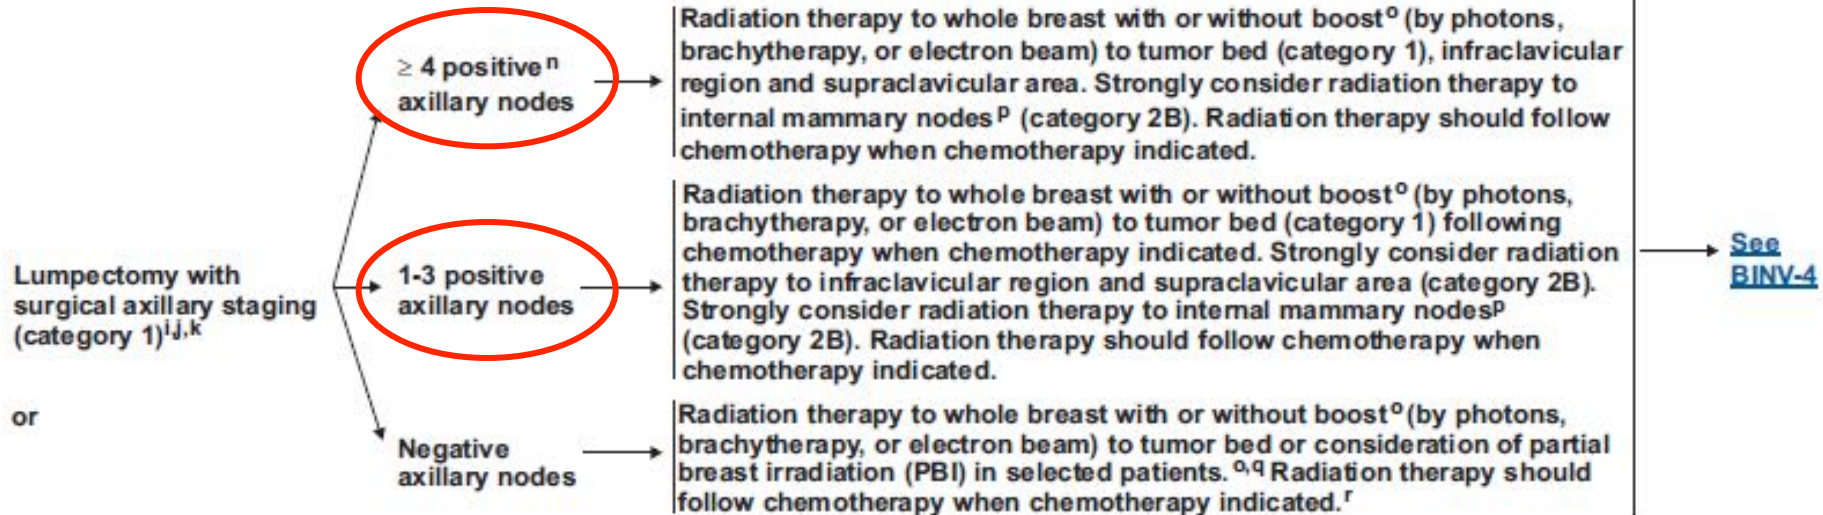 Lumpectomy with
surgical axillary staging
(category 1)i,j,k
or
≥ 4 positive n
axillary nodes
Radiation therapy to whole breast with or without boosto (by photons,
brachytherapy, or electron beam) to tumor bed (category 1), infraclavicular
region and supraclavicular area. Strongly consider radiation therapy to
internal mammary nodes p (category 2B). Radiation therapy should follow
chemotherapy when chemotherapy indicated.
1-3 positive
axillary nodes
Radiation therapy to whole breast with or without boosto (by photons,
brachytherapy, or electron beam) to tumor bed (category 1) following
chemotherapy when chemotherapy indicated. Strongly consider radiation
therapy to infraclavicular region and supraclavicular area (category 2B).
Strongly consider radiation therapy to internal mammary nodesp
(category 2B). Radiation therapy should follow chemotherapy when
chemotherapy indicated.
Negative
axillary nodes
Radiation therapy to whole breast with or without boosto (by photons,
brachytherapy, or electron beam) to tumor bed or consideration of partial
breast irradiation (PBI) in selected patients. o,q Radiation therapy should
follow chemotherapy when chemotherapy indicated.r
See
BINV-4